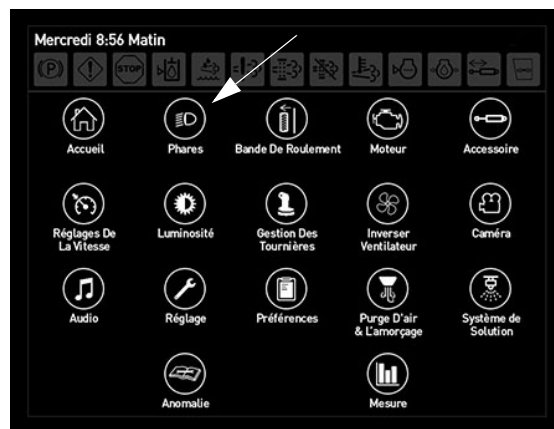 Mercredi 8:56 Matin
(P) STOP
Accueil Phares Bande De Roulement Moteur Accessoire
Réglages De La Vitesse Luminosité Gestion Des Tournières Inverser Ventilateur Caméra
Audio Réglage Préférences Purge D'air & L'amorçage Système de Solution
Anomalie Mesure